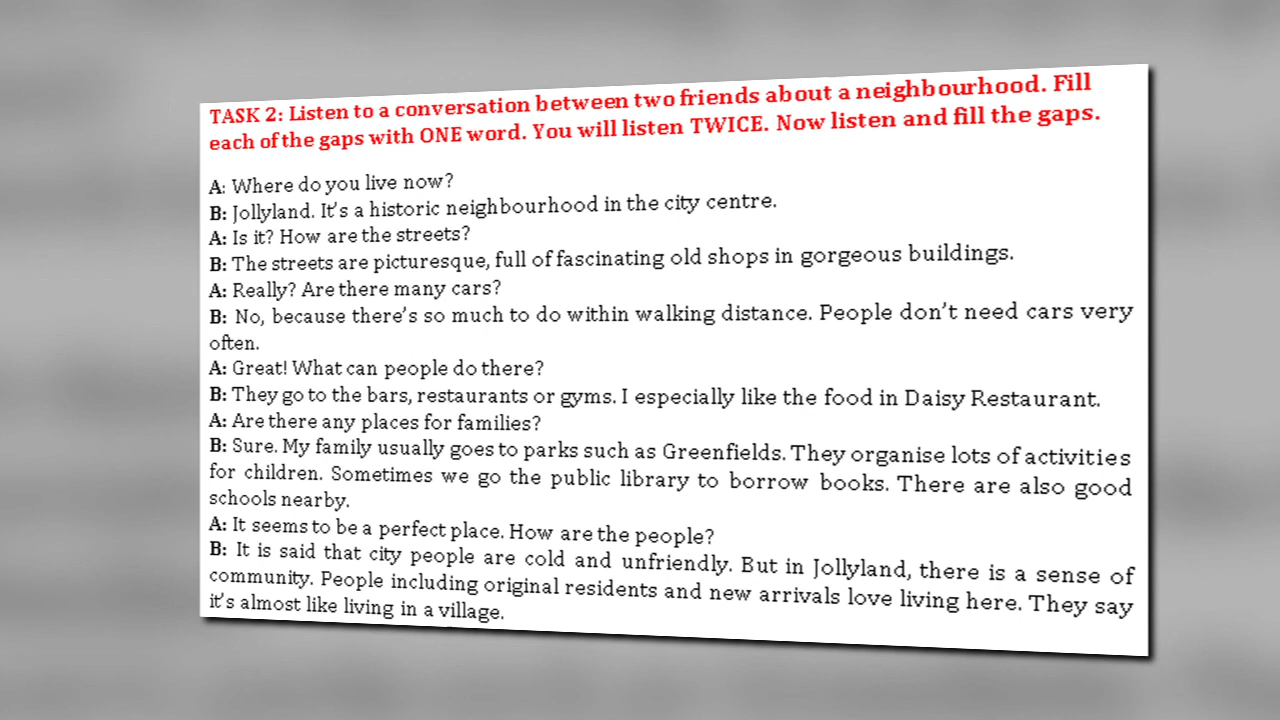 TASK 2: Listen to a conversation between two friends about a neighbourhood. Fill
each of the gaps with ONE word. You will listen TWICE. Now listen and fill the gaps.
A: Where do you live now?
B: Jollyland. It's a historic neighbourhood in the city centre.
A: Is it? How are the streets?
B: The streets are picturesque, full of fascinating old shops in gorgeous buildings.
A: Really? Are there many cars?
B: No, because there's so much to do within walking distance. People don't need cars very
often.
A: Great! What can people do there?
B: They go to the bars, restaurants or gyms. I especially like the food in Daisy Restaurant.
A: Are there any places for families?
B: Sure. My family usually goes to parks such as Greenfields. They organise lots of activities
for children. Sometimes we go the public library to borrow books. There are also good
schools nearby.
A: It seems to be a perfect place. How are the people?
B: It is said that city people are cold and unfriendly. But in Jollyland, there is a sense of
community. People including original residents and new arrivals love living here. They say
it's almost like living in a village.